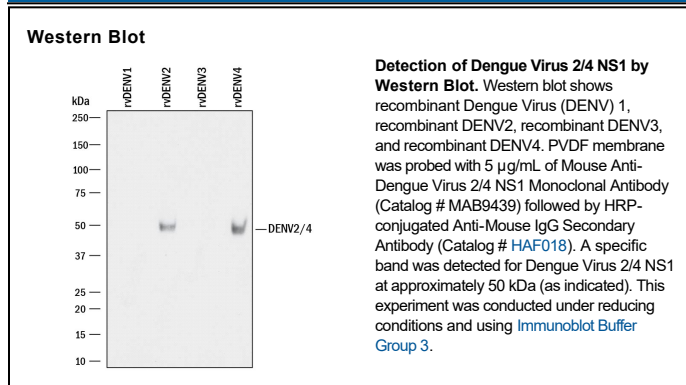 Western Blot
rvDENV1
rvDENV2
rvDENV3
rvDENV4
kDa
250
150
100
75
50
37
25
20
15
10
DENV2/4
Detection of Dengue Virus 2/4 NS1 by
Western Blot. Western blot shows
recombinant Dengue Virus (DENV) 1,
recombinant DENV2, recombinant DENV3,
and recombinant DENV4. PVDF membrane
was probed with 5 µg/mL of Mouse Anti-
Dengue Virus 2/4 NS1 Monoclonal Antibody
(Catalog # MAB9439) followed by HRP-
conjugated Anti-Mouse IgG Secondary
Antibody (Catalog # HAF018). A specific
band was detected for Dengue Virus 2/4 NS1
at approximately 50 kDa (as indicated). This
experiment was conducted under reducing
conditions and using Immunoblot Buffer
Group 3.